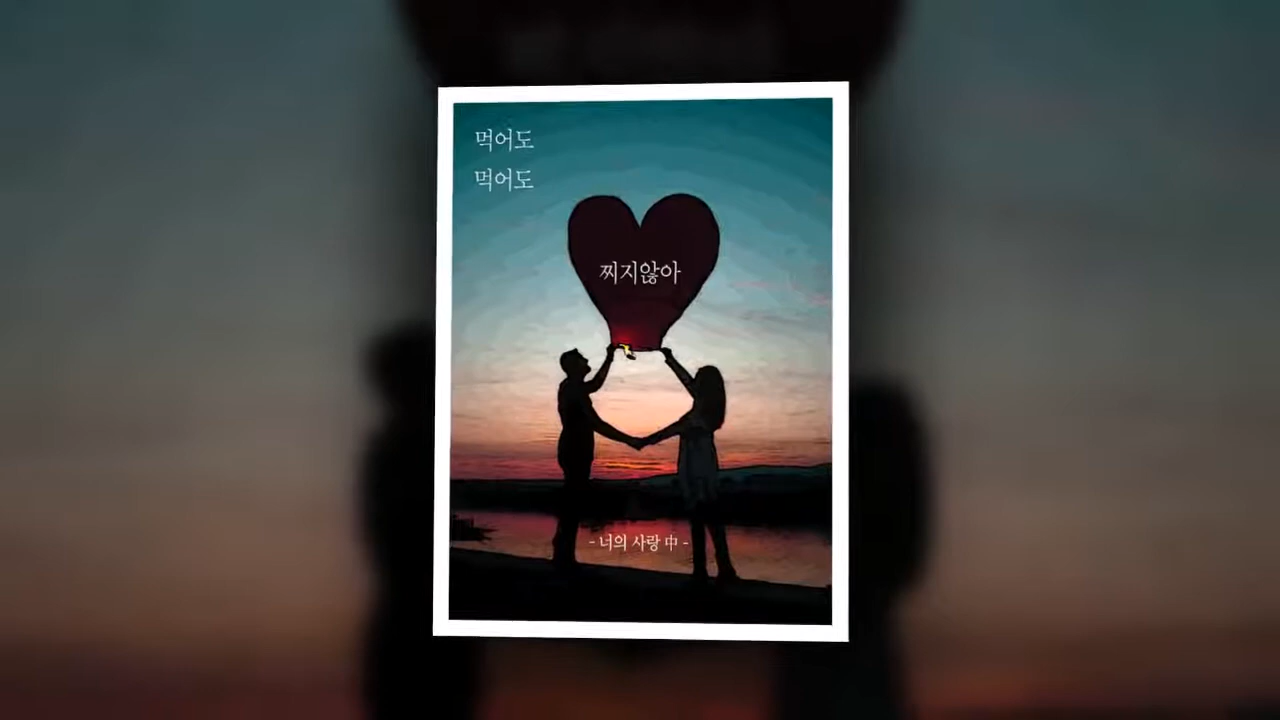 먹어도
먹어도
찌지않아
- 너의 사랑 中 -